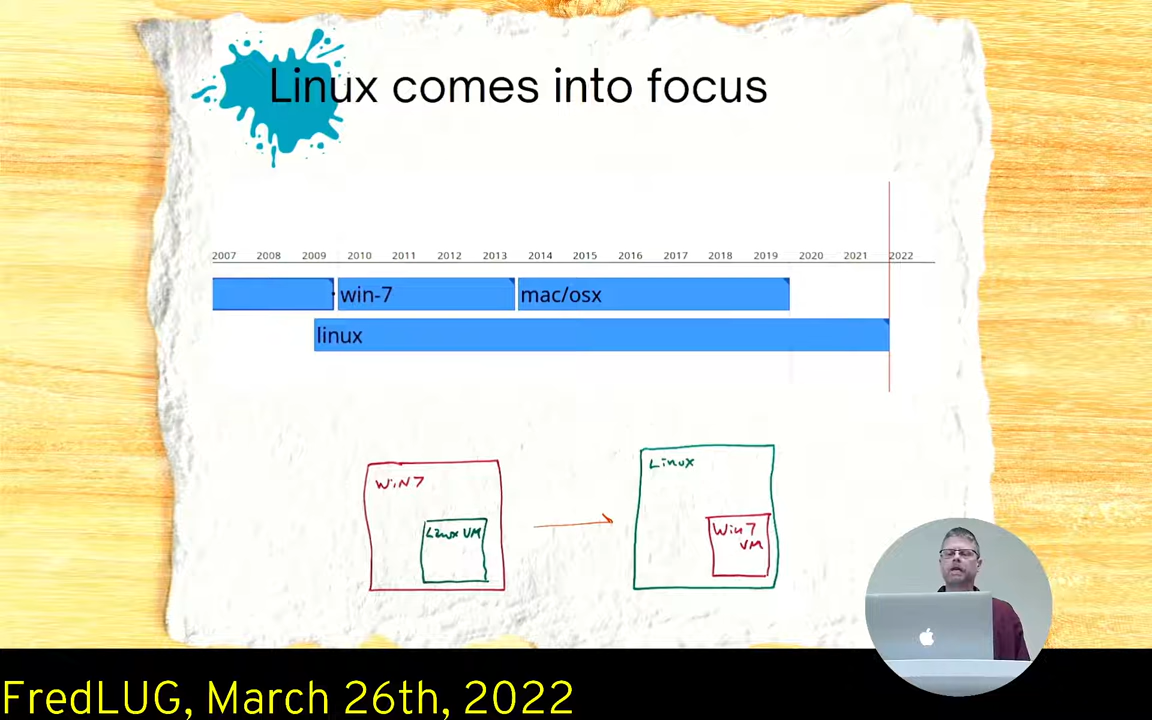 Linux comes into focus
2007 2008 2009 2010 2011 2012 2013 2014 2015 2016 2017 2018 2019 2020 2021 2022
win-7 mac/osx
linux
WIN7
Linux VM
Linux
Win7
VM
FredLUG, March 26th, 2022